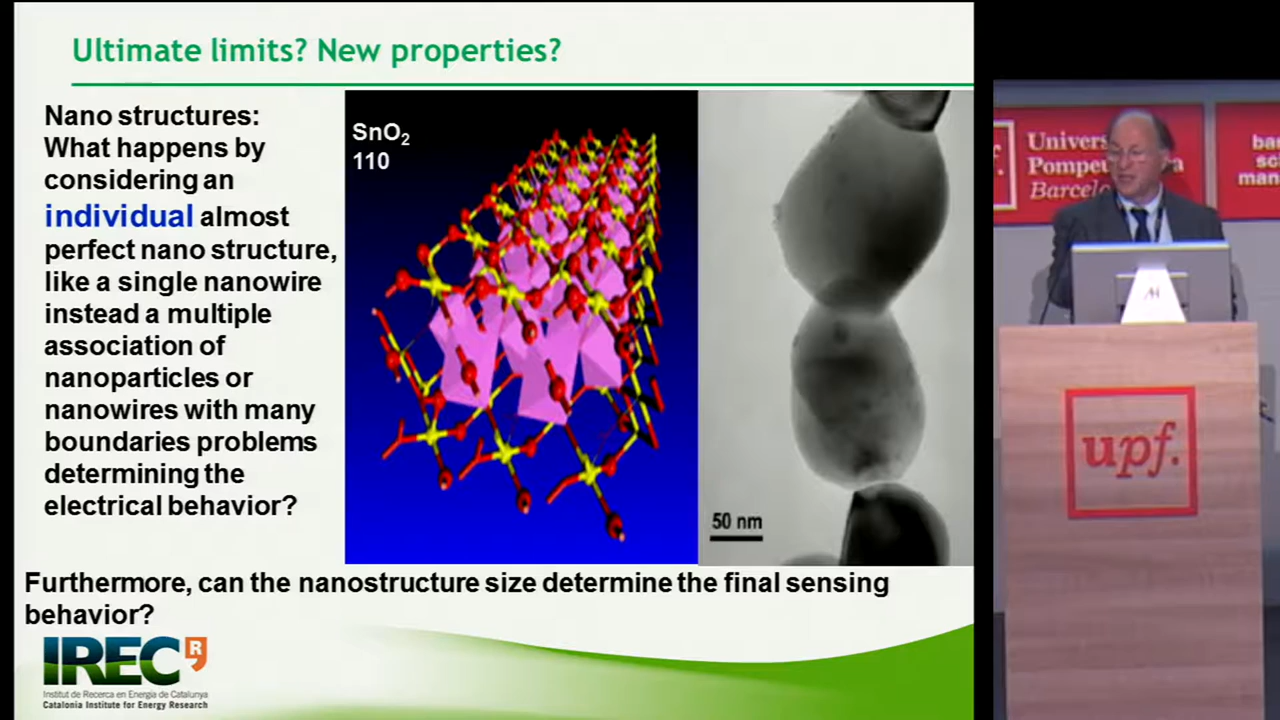 Ultimate limits? New properties?
Nano structures:
What happens by
considering an
individual almost
perfect nano structure,
like a single nanowire
instead a multiple
association of
nanoparticles or
nanowires with many
boundaries problems
determining the
electrical behavior?
SnO₂
110
50 nm
Furthermore, can the nanostructure size determine the final sensing
behavior?
IREC R
Institut de Recerca en Energia de Catalunya
Catalonia Institute for Energy Research
Univers
Pompeu
Barcelo
upf.